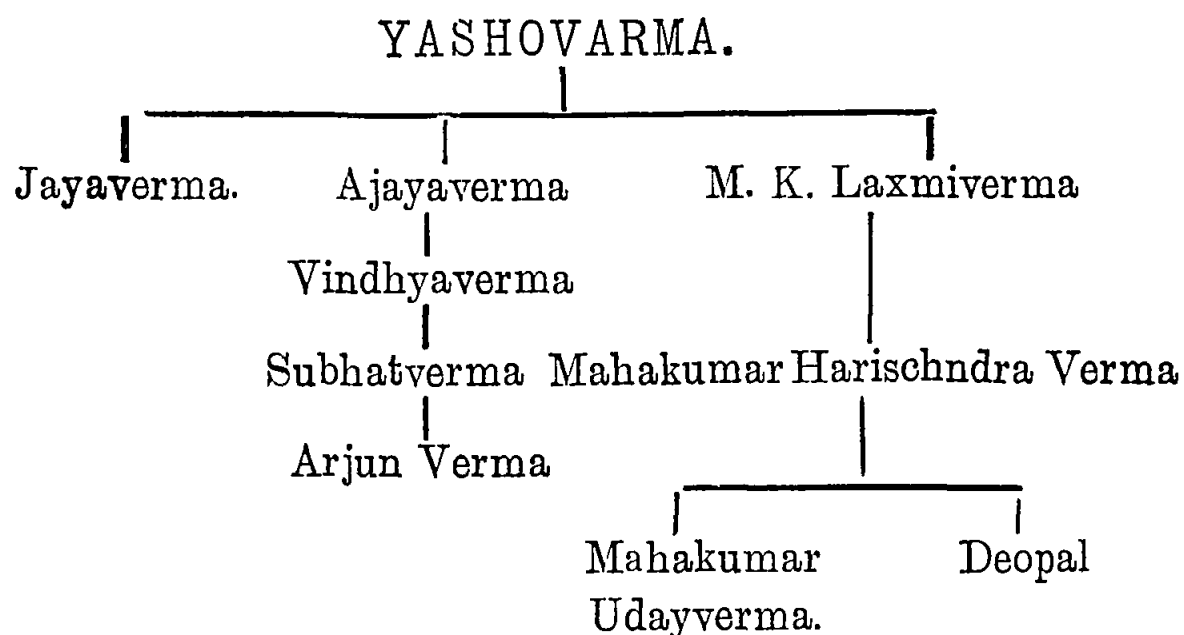 YASHOVARMA.
Jayaverma. Ajayaverma M. K. Laxmiverma
Vindhyaverma
Subhatverma Mahakumar Harischndra Verma
Arjun Verma
Mahakumar Deopal
Udayverma.